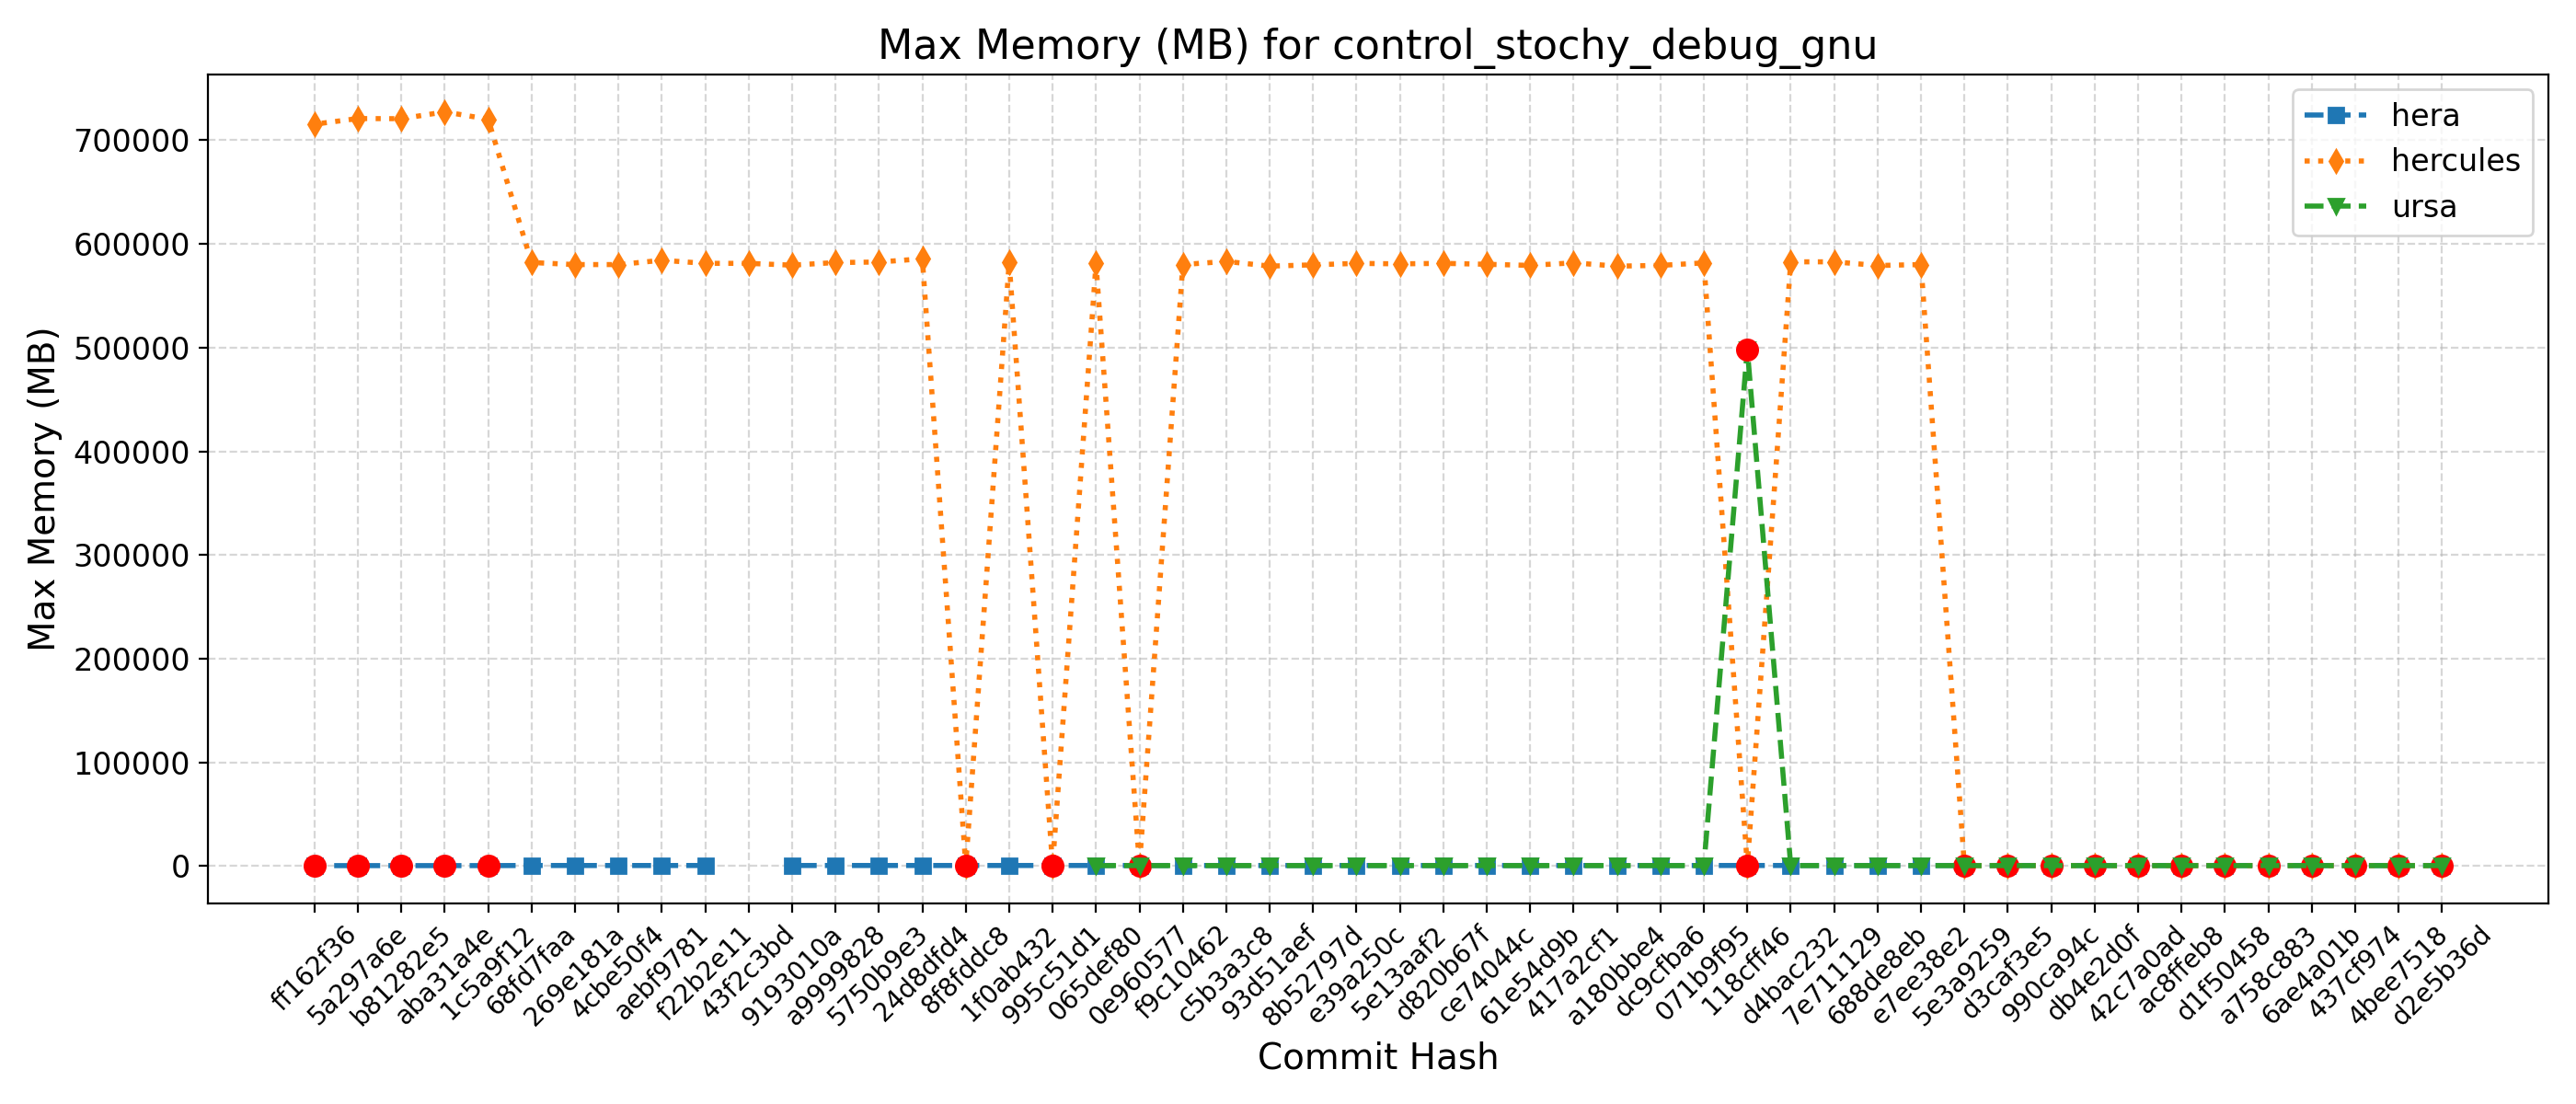 Max Memory (MB) for control_stochy_debug_gnu
hera
hercules
ursa
Max Memory (MB)
700000
600000
500000
400000
300000
200000
100000
0
ff162f36
5a297a6e
b81282e5
aba31a4e
1c5a9f12
68fd7faa
269e181a
4cbe50f4
aebf9781
f22b2e11
43f2c3bd
9193010a
a9999828
5750b9e3
24d8dfd4
8f8fddc8
1f0ab432
995c51d1
065def80
0e960577
f9c10462
c5b3a3c8
93d51aef
8b52797d
e39a250c
5e13aaf2
d820b67f
ce74044c
61e54d9b
417a2cf1
a180bbe4
dc9cfba6
071b9f95
118cff46
d4bac232
7e711129
688de8eb
e7ee38e2
5e3a9259
d3caf3e5
990ca94c
db4e2d0f
42c7a0ad
ac8ffeb8
d1f50458
a758c883
6ae4a01b
437cf974
4bee7518
d2e5b36d
Commit Hash